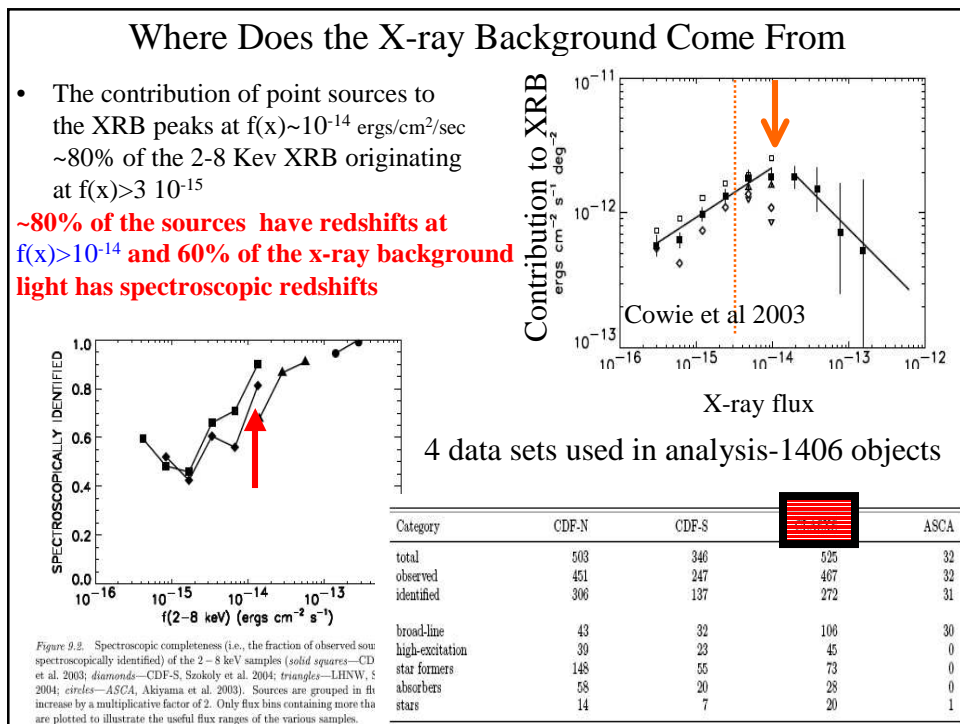 Where Does the X-ray Background Come From
• The contribution of point sources to
the XRB peaks at f(x)~10⁻¹⁴ ergs/cm²/sec
~80% of the 2-8 Kev XRB originating
at f(x)>3 10⁻¹⁵
~80% of the sources have redshifts at
f(x)>10⁻¹⁴ and 60% of the x-ray background
light has spectroscopic redshifts
Contribution to XRB
ergs cm⁻² s⁻¹ deg⁻²
10⁻¹¹
10⁻¹²
10⁻¹³
Cowie et al 2003
10⁻¹⁶ 10⁻¹⁵ 10⁻¹⁴ 10⁻¹³ 10⁻¹²
X-ray flux
SPECTROSCOPICALLY IDENTIFIED
1.0
0.8
0.6
0.4
0.2
0.0
10⁻¹⁶ 10⁻¹⁵ 10⁻¹⁴ 10⁻¹³
f(2-8 keV) (ergs cm⁻² s⁻¹)
Figure 9.2. Spectroscopic completeness (i.e., the fraction of observed sou
spectroscopically identified) of the 2 − 8 keV samples (solid squares—CD
et al. 2003; diamonds—CDF-S, Szokoly et al. 2004; triangles—LHNW, S
2004; circles—ASCA, Akiyama et al. 2003). Sources are grouped in flu
increase by a multiplicative factor of 2. Only flux bins containing more tha
are plotted to illustrate the useful flux ranges of the various samples.
4 data sets used in analysis-1406 objects
Category CDF-N CDF-S ASCA
total 503 346 525 32
observed 451 247 467 32
identified 306 137 272 31
broad-line 43 32 106 30
high-excitation 39 23 45 0
star formers 148 55 73 0
absorbers 58 20 28 0
stars 14 7 20 1